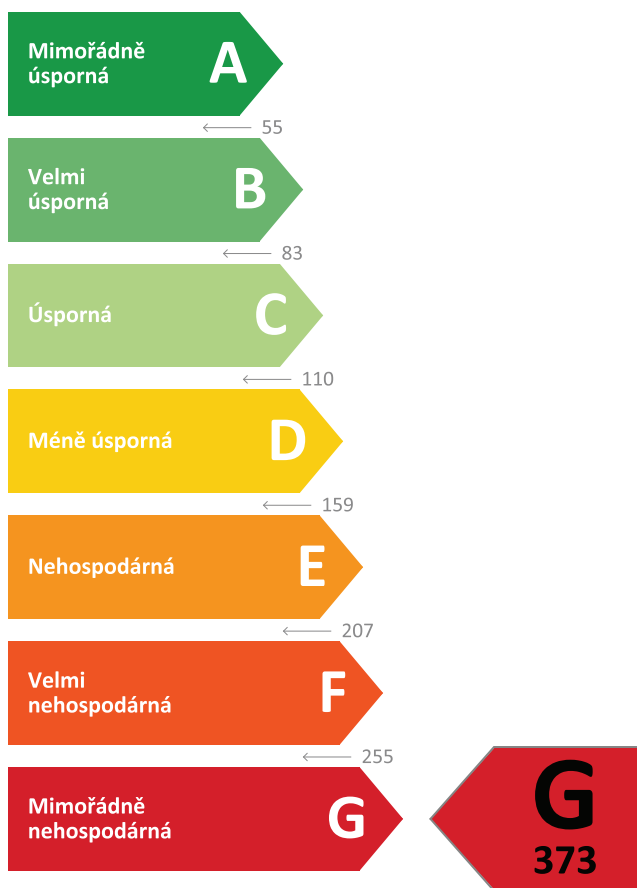 Mimořádně
úsporná
A
55
Velmi
úsporná
B
83
Úsporná
C
110
Méně úsporná
D
159
Nehospodárná
E
207
Velmi
nehospodárná
F
255
Mimořádně
nehospodárná
G
G
373